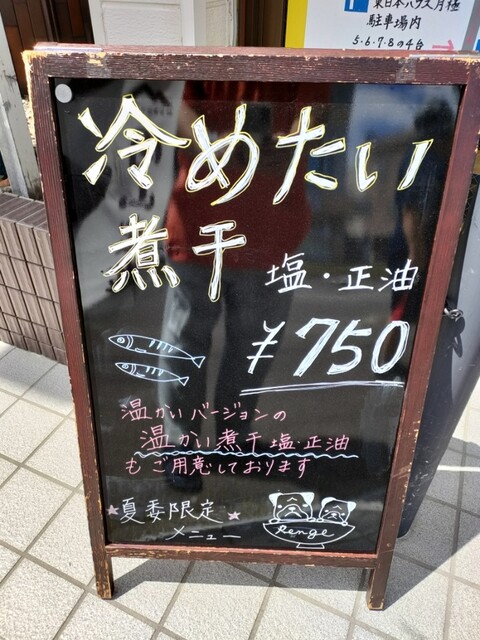 東日本ハウス月極
駐車場内
5・6・7・8の4台
冷めたい
煮干
塩・正油
¥750
温かいバージョンの
温かい煮干塩・正油
もご用意しております
★夏季限定★
メニュー
Renge